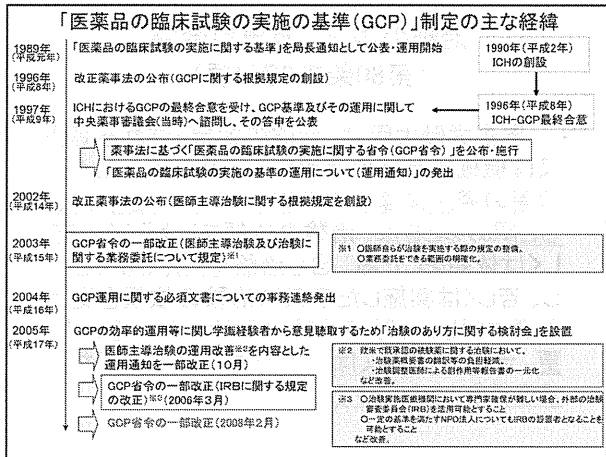 「医薬品の臨床試験の実施の基準(GCP)」制定の主な経緯
1989年
(平成元年)
「医薬品の臨床試験の実施に関する基準」を局長通知として公表・運用開始
1990年(平成2年)
ICHの創設
1996年
(平成8年)
改正薬事法の公布(GCPに関する根拠規定の創設)
1997年
(平成9年)
ICHにおけるGCPの最終合意を受け、GCP基準及びその運用に関して
中央薬事審議会(当時)へ諮問し、その答申を公表
1996年(平成8年)
ICH-GCP最終合意
薬事法に基づく「医薬品の臨床試験の実施に関する省令(GCP省令)」を公布・施行
「医薬品の臨床試験の実施の基準の運用について(運用通知)」の発出
2002年
(平成14年)
改正薬事法の公布(医師主導治験に関する根拠規定を創設)
2003年
(平成15年)
GCP省令の一部改正(医師主導治験及び治験に
関する業務委託について規定)※1
※1 〇医師自らが治験を実施する際の規定の整備。
〇業務委託をできる範囲の明確化。
2004年
(平成16年)
GCP運用に関する必須文書についての事務連絡発出
2005年
(平成17年)
GCPの効率的運用等に関し学識経験者から意見聴取するため「治験のあり方に関する検討会」を設置
医師主導治験の運用改善※2を内容とした
運用通知を一部改正(10月)
※2 欧米で既承認の被験薬に関する治験において、
・治験薬概要書の翻訳等の負担軽減、
・治験調整医師による副作用等報告書の一元化
など改善。
GCP省令の一部改正(IRBに関する規定
の改正)※3(2006年3月)
※3 〇治験実施医療機関において専門家確保が難しい場合、外部の治験
審査委員会(IRB)を活用可能とすること
〇一定の基準を満たすNPO法人についてもIRBの設置者となることを
可能とすること
など改善。
GCP省令の一部改正(2008年2月)